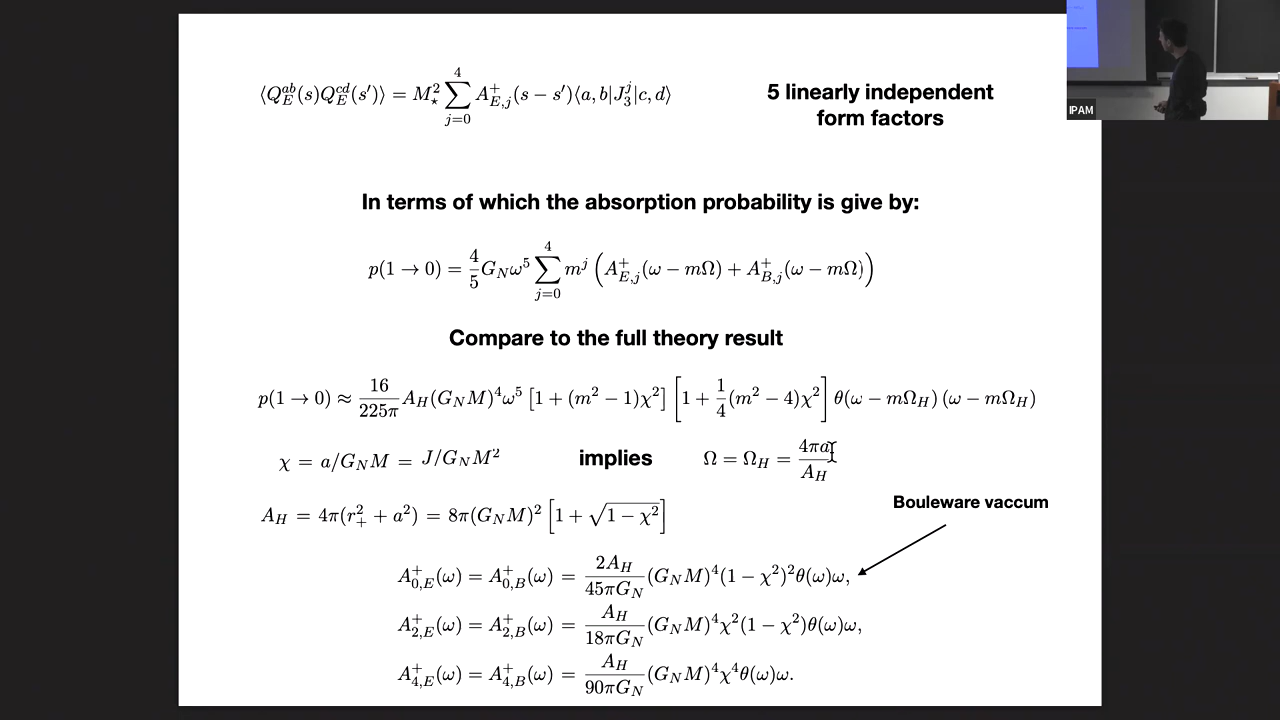 ⟨Q_E^{ab}(s)Q_E^{cd}(s′)⟩ = M_⋆^2 ∑_{j=0}^{4} A_{E,j}^+(s − s′)⟨a, b|J_3^j|c, d⟩
5 linearly independent
form factors
IPAM
In terms of which the absorption probability is give by:
p(1 → 0) = \frac{4}{5} G_N ω^5 ∑_{j=0}^{4} m^j (A_{E,j}^+(ω − mΩ) + A_{B,j}^+(ω − mΩ))
Compare to the full theory result
p(1 → 0) ≈ \frac{16}{225π} A_H(G_N M)^4 ω^5 [1 + (m^2 − 1)χ^2] [1 + \frac{1}{4}(m^2 − 4)χ^2] θ(ω − mΩ_H) (ω − mΩ_H)
χ = a/G_N M = J/G_N M^2 implies Ω = Ω_H = \frac{4πa}{A_H}
A_H = 4π(r_+^2 + a^2) = 8π(G_N M)^2 [1 + \sqrt{1 − χ^2}]
Bouleware vaccum
A_{0,E}^+(ω) = A_{0,B}^+(ω) = \frac{2A_H}{45πG_N}(G_N M)^4(1 − χ^2)^2θ(ω)ω,
A_{2,E}^+(ω) = A_{2,B}^+(ω) = \frac{A_H}{18πG_N}(G_N M)^4χ^2(1 − χ^2)θ(ω)ω,
A_{4,E}^+(ω) = A_{4,B}^+(ω) = \frac{A_H}{90πG_N}(G_N M)^4χ^4θ(ω)ω.